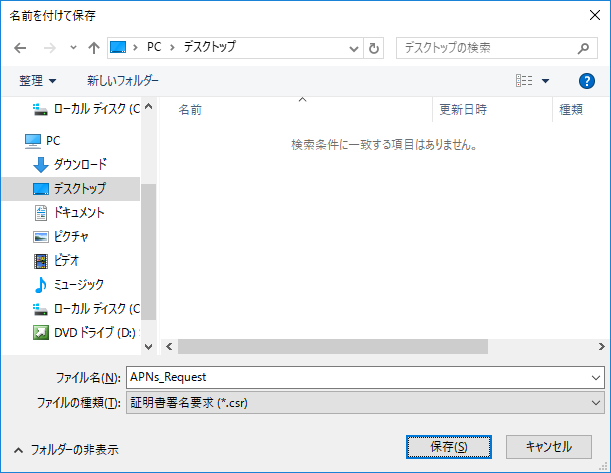 名前を付けて保存
PC デスクトップ
デスクトップの検索
整理 新しいフォルダー
?
名前 更新日時 種類
検索条件に一致する項目はありません。
ローカル ディスク (C
PC
ダウンロード
デスクトップ
ドキュメント
ピクチャ
ビデオ
ミュージック
ローカル ディスク (C
DVD ドライブ (D:)
ファイル名(N): APNs_Request
ファイルの種類(T): 証明書署名要求 (*.csr)
フォルダーの非表示
保存(S) キャンセル